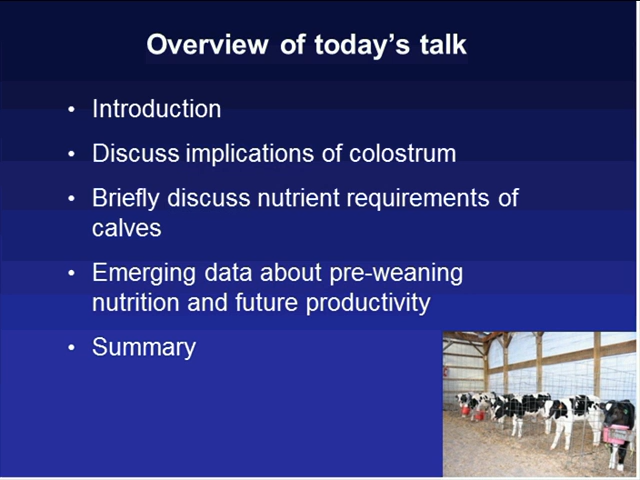 Overview of today’s talk
• Introduction
• Discuss implications of colostrum
• Briefly discuss nutrient requirements of
calves
• Emerging data about pre-weaning
nutrition and future productivity
• Summary